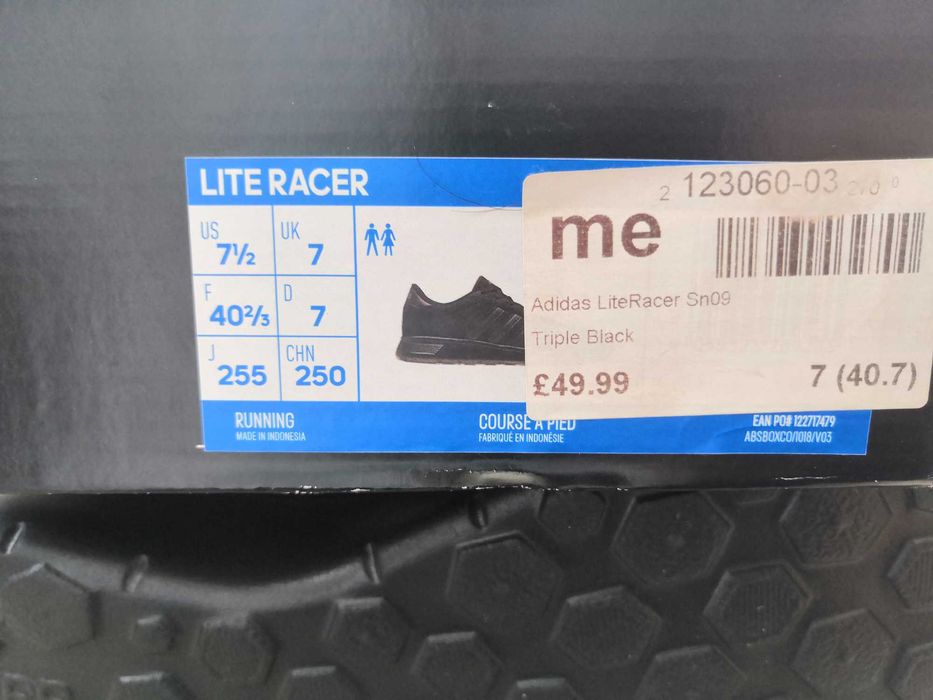 LITE RACER
US 7½ UK 7
F 40⅔ D 7
J 255 CHN 250
RUNNING
MADE IN INDONESIA
COURSE À PIED
FABRIQUÉ EN INDONÉSIE
EAN PO# 122717479
ABSBOXCO/1018/V03
2 123060-03
me
Adidas LiteRacer Sn09
Triple Black
£49.99 7 (40.7)